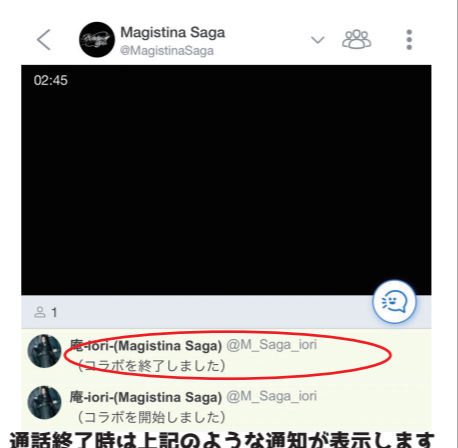 Magistina Saga
@MagistinaSaga
02:45
1
庵-iori-(Magistina Saga) @M_Saga_iori
(コラボを終了しました)
庵-iori-(Magistina Saga) @M_Saga_iori
(コラボを開始しました)
通話終了時は上記のような通知が表示します